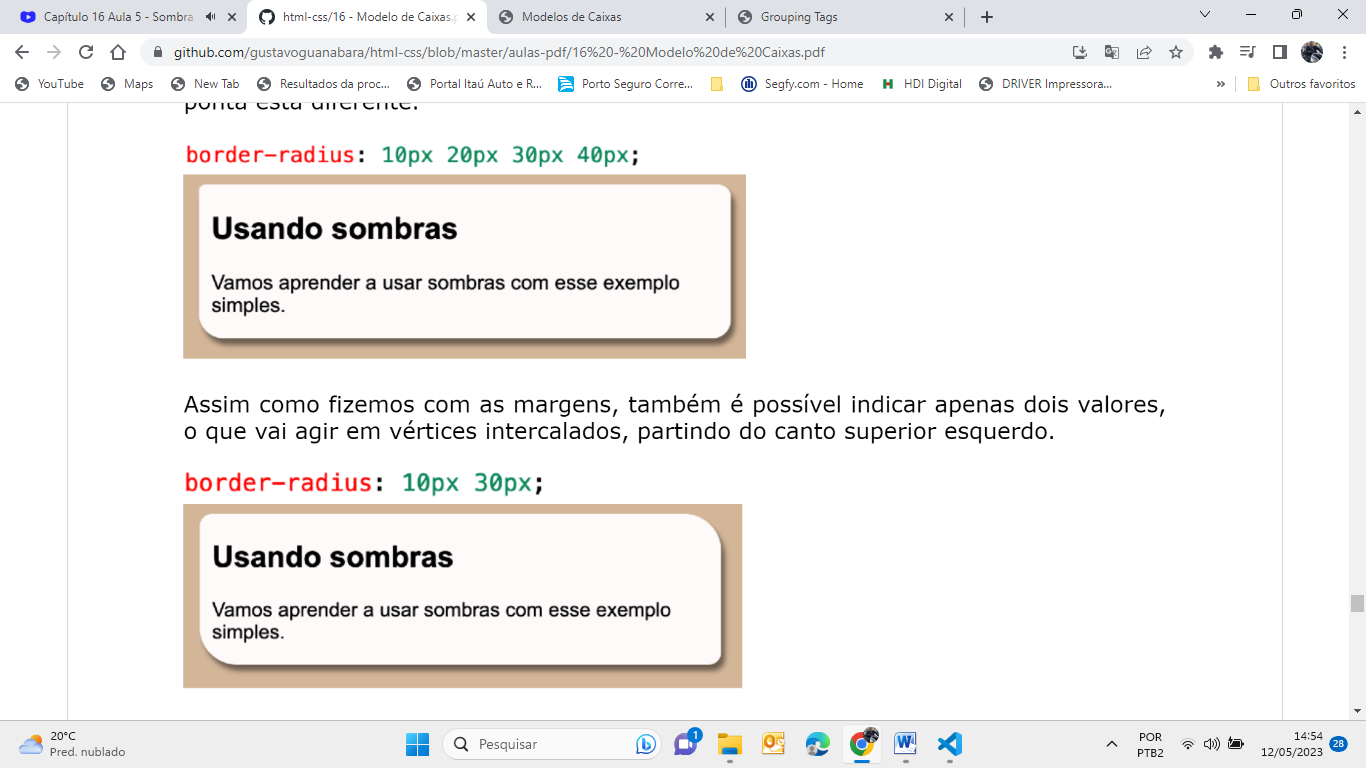 Capítulo 16 Aula 5 - Sombra
html-css/16 - Modelo de Caixas.p
Modelos de Caixas
Grouping Tags
github.com/gustavoguanabara/html-css/blob/master/aulas-pdf/16%20-%20Modelo%20de%20Caixas.pdf
YouTube
Maps
New Tab
Resultados da proc...
Portal Itaú Auto e R...
Porto Seguro Corre...
Segfy.com - Home
HDI Digital
DRIVER Impressora...
»
Outros favoritos
ponta está diferente.
border-radius: 10px 20px 30px 40px;
Usando sombras
Vamos aprender a usar sombras com esse exemplo
simples.
Assim como fizemos com as margens, também é possível indicar apenas dois valores,
o que vai agir em vértices intercalados, partindo do canto superior esquerdo.
border-radius: 10px 30px;
Usando sombras
Vamos aprender a usar sombras com esse exemplo
simples.
20°C
Pred. nublado
Pesquisar
1
POR
PTB2
14:54
12/05/2023
28